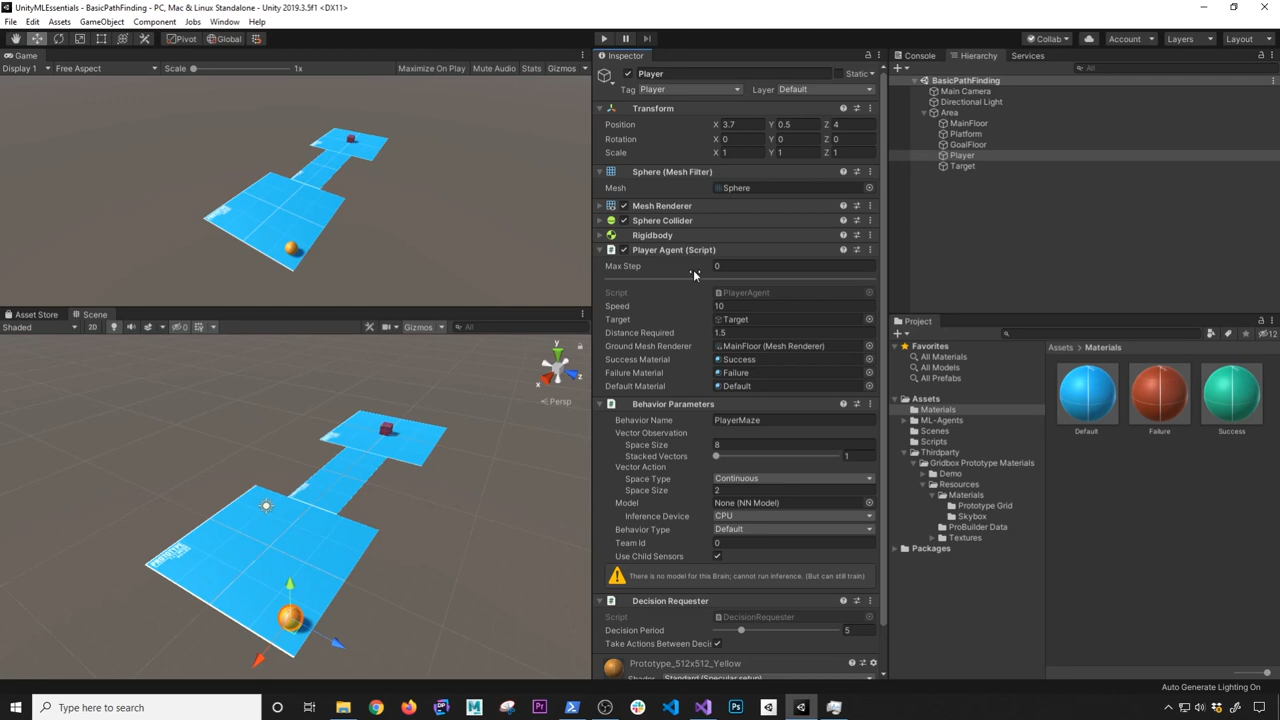 UnityMLEssentials - BasicPathFinding - PC, Mac & Linux Standalone - Unity 2019.3.5f1 <DX11>
File Edit Assets GameObject Component Jobs Window Help
Pivot Global Collab Account Layers Layout
Game
Display 1 Free Aspect Scale 1x Maximize On Play Mute Audio Stats Gizmos
Asset Store Scene
Shaded 2D 0 Gizmos All
y
x
z
Persp
Inspector
Player Static
Tag Player Layer Default
Transform
Position X 3.7 Y 0.5 Z 4
Rotation X 0 Y 0 Z 0
Scale X 1 Y 1 Z 1
Sphere (Mesh Filter)
Mesh Sphere
Mesh Renderer
Sphere Collider
Rigidbody
Player Agent (Script)
Max Step 0
Script PlayerAgent
Speed 10
Target Target
Distance Required 1.5
Ground Mesh Renderer MainFloor (Mesh Renderer)
Success Material Success
Failure Material Failure
Default Material Default
Behavior Parameters
Behavior Name PlayerMaze
Vector Observation
Space Size 8
Stacked Vectors 1
Vector Action
Space Type Continuous
Space Size 2
Model None (NN Model)
Inference Device CPU
Behavior Type Default
Team Id 0
Use Child Sensors
There is no model for this Brain; cannot run inference. (But can still train)
Decision Requester
Script DecisionRequester
Decision Period 5
Take Actions Between Decis
Prototype_512x512_Yellow
Shader Standard (Specular setup)
Console Hierarchy Services
All
BasicPathFinding
Main Camera
Directional Light
Area
MainFloor
Platform
GoalFloor
Player
Target
Project
12
Favorites
All Materials
All Models
All Prefabs
Assets
Materials
ML-Agents
Scenes
Scripts
Thirdparty
Gridbox Prototype Materials
Demo
Resources
Materials
Prototype Grid
Skybox
ProBuilder Data
Textures
Packages
Assets Materials
Default Failure Success
Auto Generate Lighting On
Type here to search